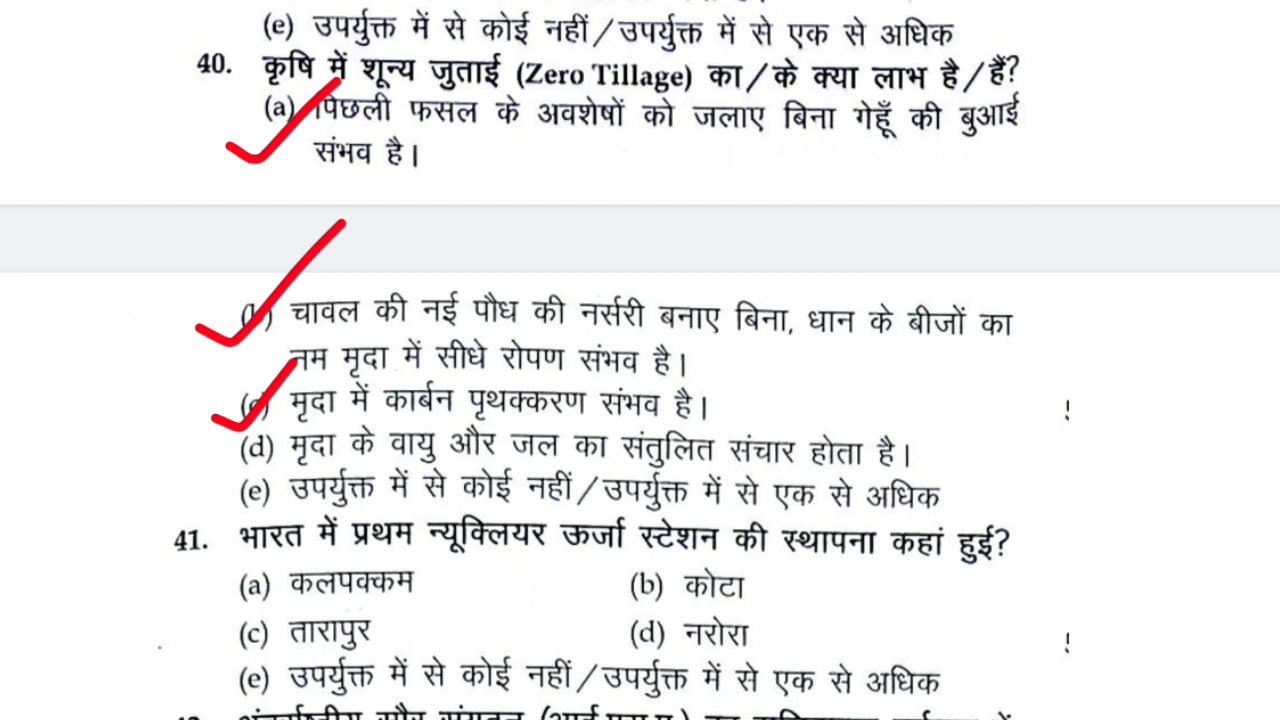 (e) उपर्युक्त में से कोई नहीं/उपर्युक्त में से एक से अधिक
40. कृषि में शून्य जुताई (Zero Tillage) का/के क्या लाभ है/हैं?
(a) पिछली फसल के अवशेषों को जलाए बिना गेहूँ की बुआई
संभव है।
(b) चावल की नई पौध की नर्सरी बनाए बिना, धान के बीजों का
नम मृदा में सीधे रोपण संभव है।
(c) मृदा में कार्बन पृथक्करण संभव है।
(d) मृदा के वायु और जल का संतुलित संचार होता है।
(e) उपर्युक्त में से कोई नहीं/उपर्युक्त में से एक से अधिक
41. भारत में प्रथम न्यूक्लियर ऊर्जा स्टेशन की स्थापना कहां हुई?
(a) कलपक्कम (b) कोटा
(c) तारापुर (d) नरोरा
(e) उपर्युक्त में से कोई नहीं/उपर्युक्त में से एक से अधिक